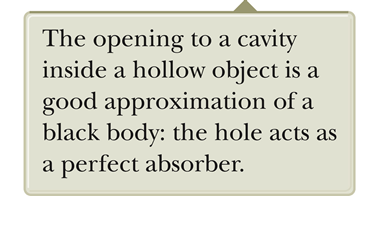 The opening to a cavity
inside a hollow object is a
good approximation of a
black body: the hole acts as
a perfect absorber.